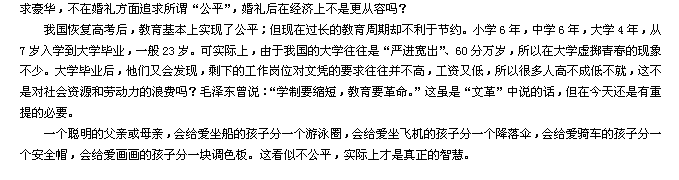 求豪华，不在婚礼方面追求所谓“公平”，婚礼后在经济上不是更从容吗？
我国恢复高考后，教育基本上实现了公平；但现在过长的教育周期却不利于节约。小学6年，中学6年，大学4年，从
7岁入学到大学毕业，一般23岁。可实际上，由于我国的大学往往是“严进宽出”、60分万岁，所以在大学虚掷青春的现象
不少。大学毕业后，他们又会发现，剩下的工作岗位对文凭的要求往往并不高，工资又低，所以很多人高不成低不就，这不
是对社会资源和劳动力的浪费吗？毛泽东曾说：“学制要缩短，教育要革命。”这虽是“文革”中说的话，但在今天还是有重
提的必要。
一个聪明的父亲或母亲，会给爱坐船的孩子分一个游泳圈，会给爱坐飞机的孩子分一个降落伞，会给爱骑车的孩子分一
个安全帽，会给爱画画的孩子分一块调色板。这看似不公平，实际上才是真正的智慧。